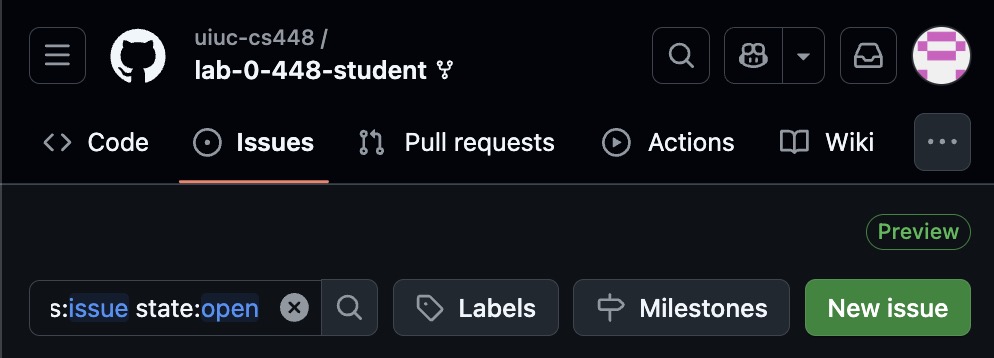 uiuc-cs448 /
lab-0-448-student
Code Issues Pull requests Actions Wiki
Preview
s:issue state:open Labels Milestones New issue